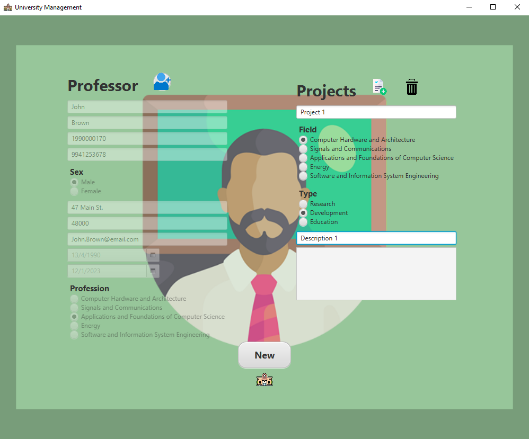 University Management
Professor
John
Brown
1990000170
9941253678
Sex
Male
Female
47 Main St.
48000
John.Brown@email.com
Profession
Computer Hardware and Architecture
Signals and Communications
Applications and Foundations of Computer Science
Energy
Software and Information System Engineering
Projects
Project 1
Field
Computer Hardware and Architecture
Signals and Communications
Applications and Foundations of Computer Science
Energy
Software and Information System Engineering
Type
Research
Development
Education
Description 1
New